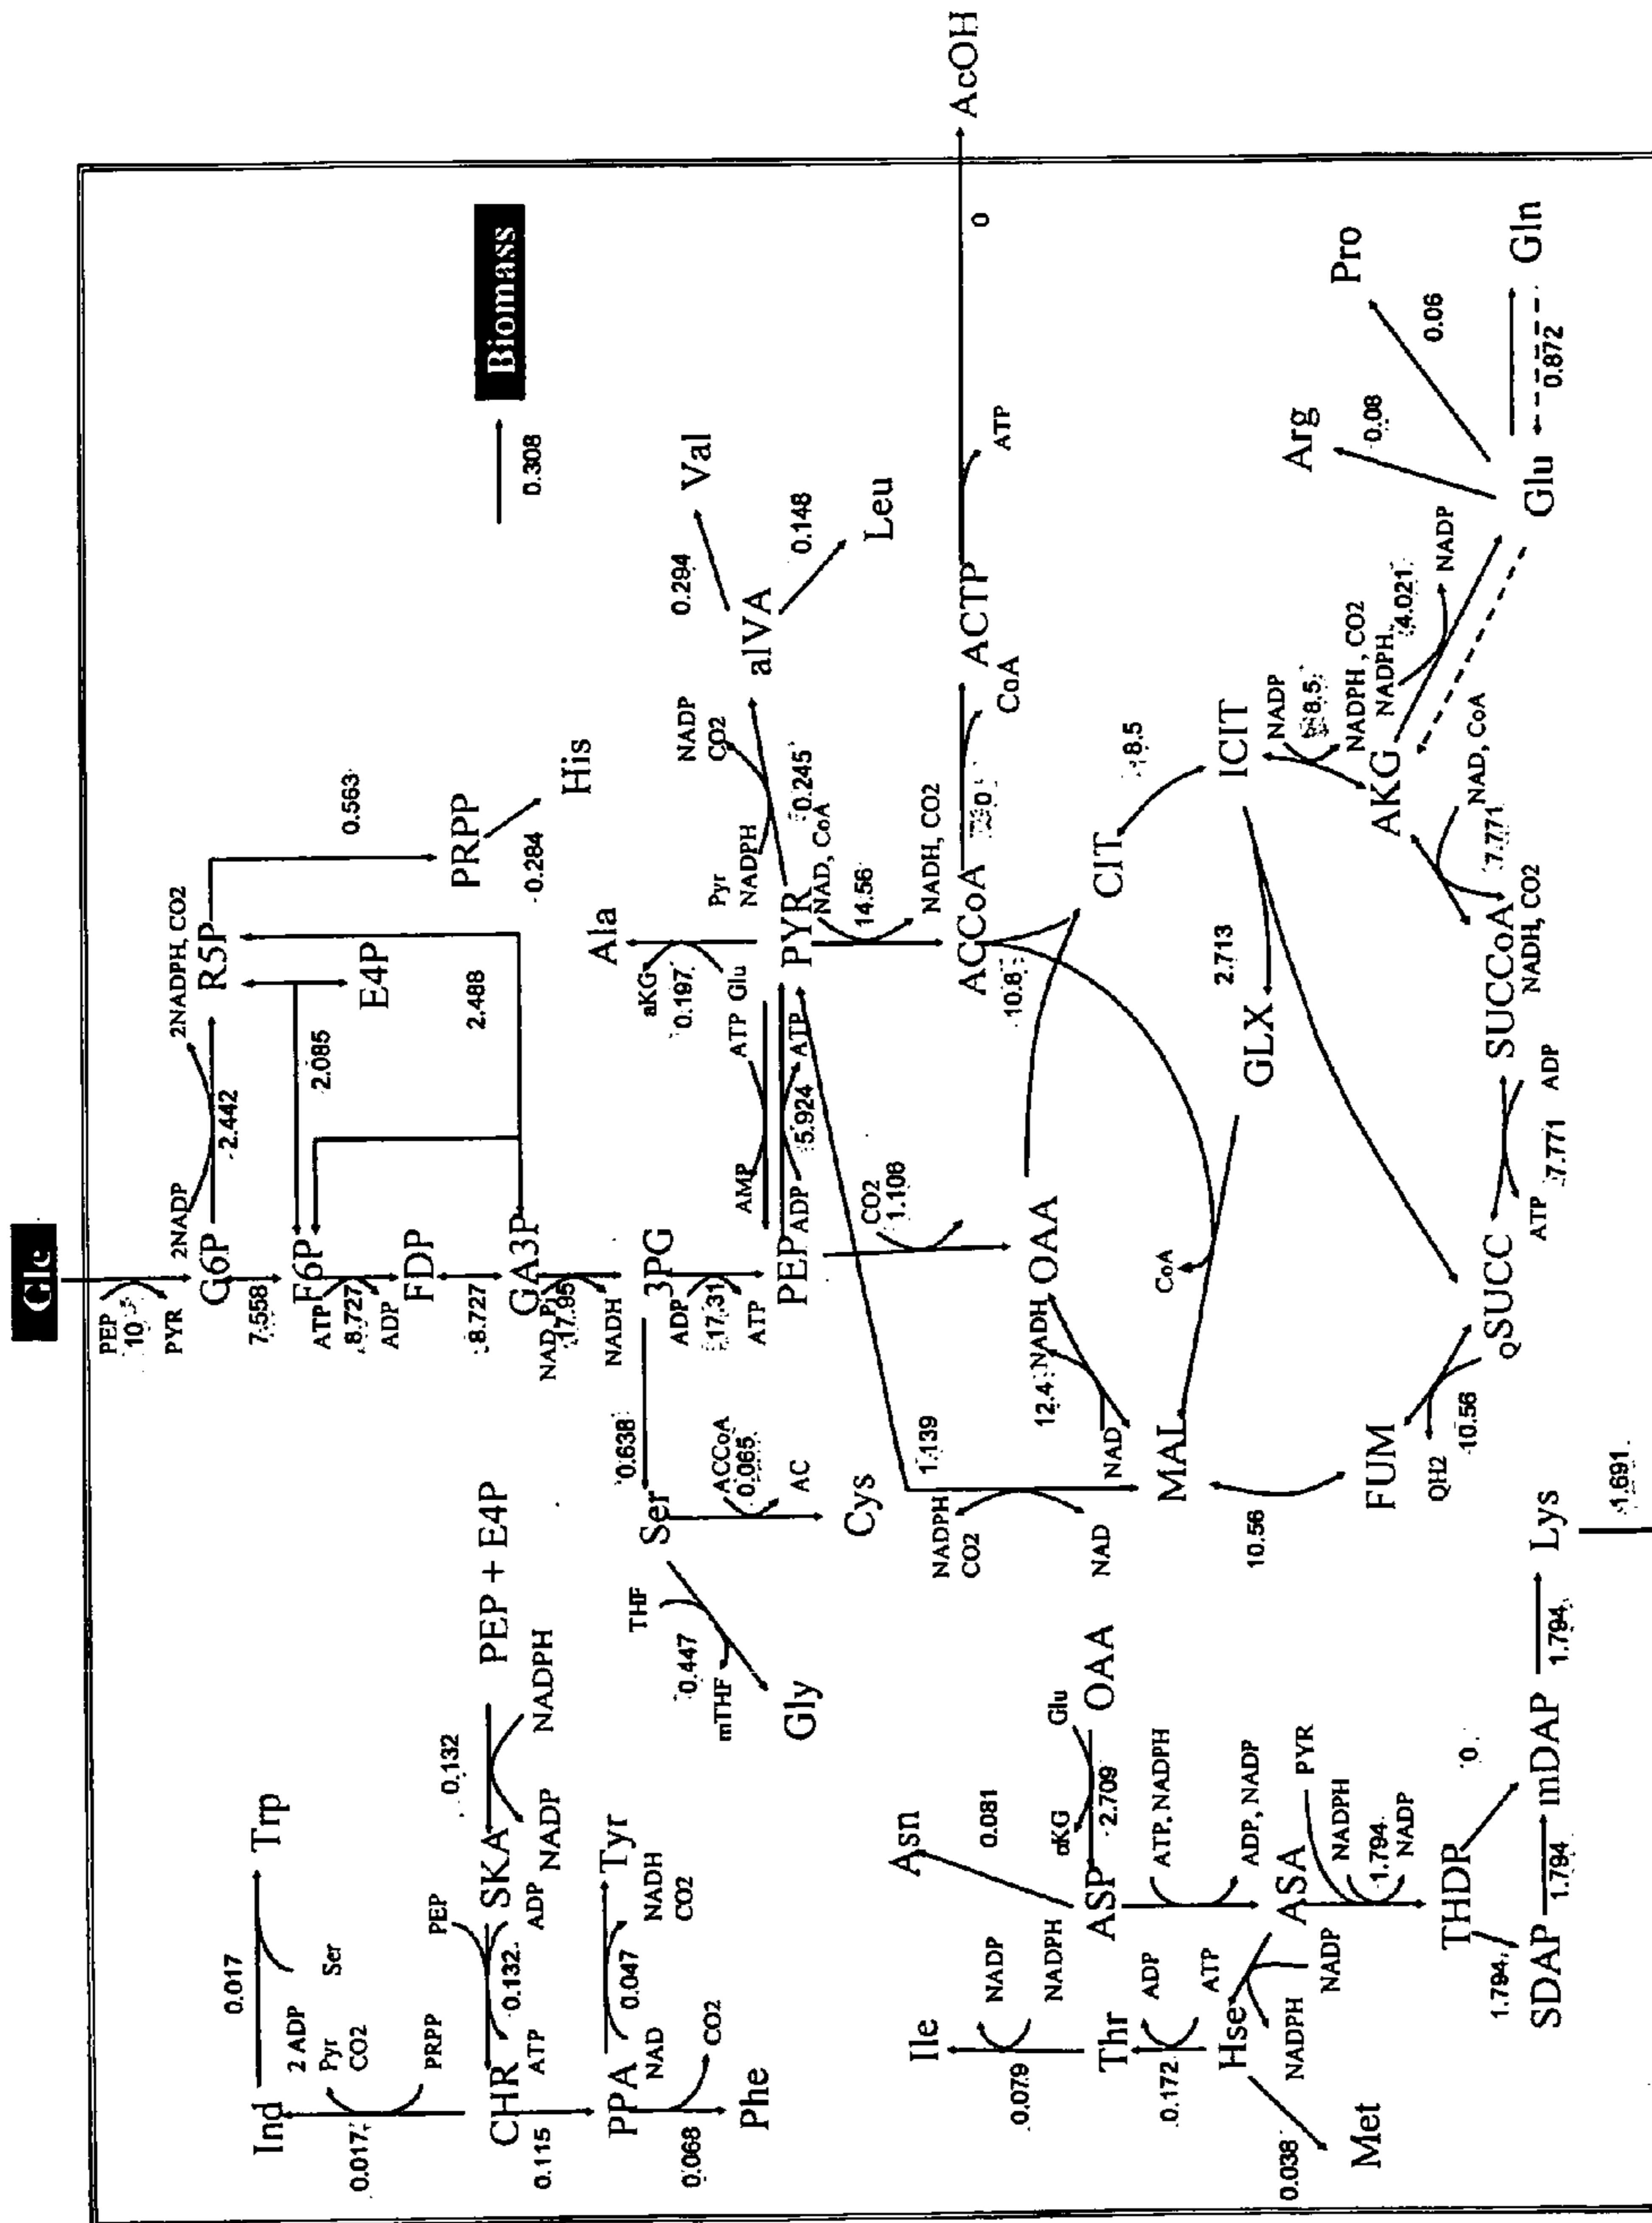 Glc
PEP
10
PYR
2NADP
2NADPH, CO2
G6P
2.442
R5P
7.558
2.085
0.563
F6P
E4P
ATP
8.727
ADP
FDP
2.488
PRPP
0.284
His
8.727
GA3P
0.308
Biomass
NAD, Pi
17.95
NADH
3PG
0.638
Ser
ADP
17.31
ATP
ACCoA
0.065
AC
Cys
THF
0.447
mTHF
Gly
PEP
AMP
ATP
ADP
5.924
ATP
PYR
aKG
Glu
0.197
Ala
Pyr
NADPH
NADP
CO2
0.245
aIVA
0.294
Val
0.148
Leu
NAD, CoA
14.56
NADH, CO2
CO2
1.106
ACCoA
0
ACTP
CoA
ATP
0
AcOH
10.8
OAA
CIT
8.5
NADH
12.4
NAD
CoA
1.139
NADPH
CO2
NAD
MAL
GLX
2.713
ICIT
NADP
8.5
NADPH, CO2
10.56
FUM
QH2
10.56
Q
SUCC
ATP
7.771
ADP
SUCCoA
NADH, CO2
7.771
NAD, CoA
AKG
NADPH
4.021
NADP
Glu
Arg
0.08
Pro
0.06
Gln
0.872
PEP + E4P
0.132
NADPH
NADP
SKA
PEP
ADP
0.132
ATP
CHR
0.017
PRPP
Pyr
CO2
2 ADP
Ind
0.017
Ser
Trp
0.115
PPA
NAD
0.047
NADH
CO2
Tyr
0.068
CO2
Phe
OAA
Glu
αKG
2.709
ASP
0.081
Asn
ATP, NADPH
ADP, NADP
ASA
PYR
NADPH
1.794
NADP
NADP
NADPH
Hse
0.038
Met
ATP
ADP
0.172
Thr
NADPH
NADP
0.079
Ile
THDP
0
1.794
SDAP
1.794
mDAP
1.794
Lys
1.691